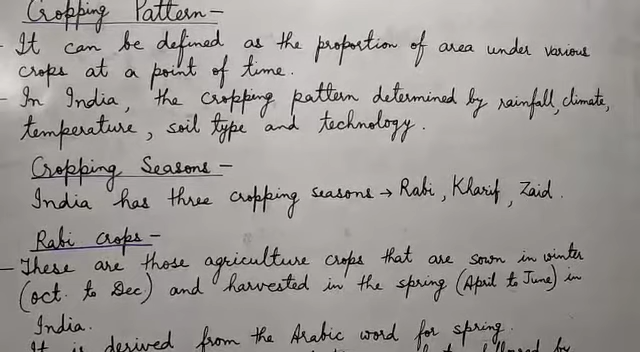 Cropping Pattern -
- It can be defined as the proportion of area under various
crops at a point of time.
- In India, the cropping pattern determined by rainfall, climate,
temperature, soil type and technology.
Cropping Seasons -
India has three cropping seasons → Rabi, Kharif, Zaid.
Rabi crops -
- These are those agriculture crops that are sown in winter
(oct. to Dec) and harvested in the spring (April to June) in
India.
It is derived from the Arabic word for spring.
by